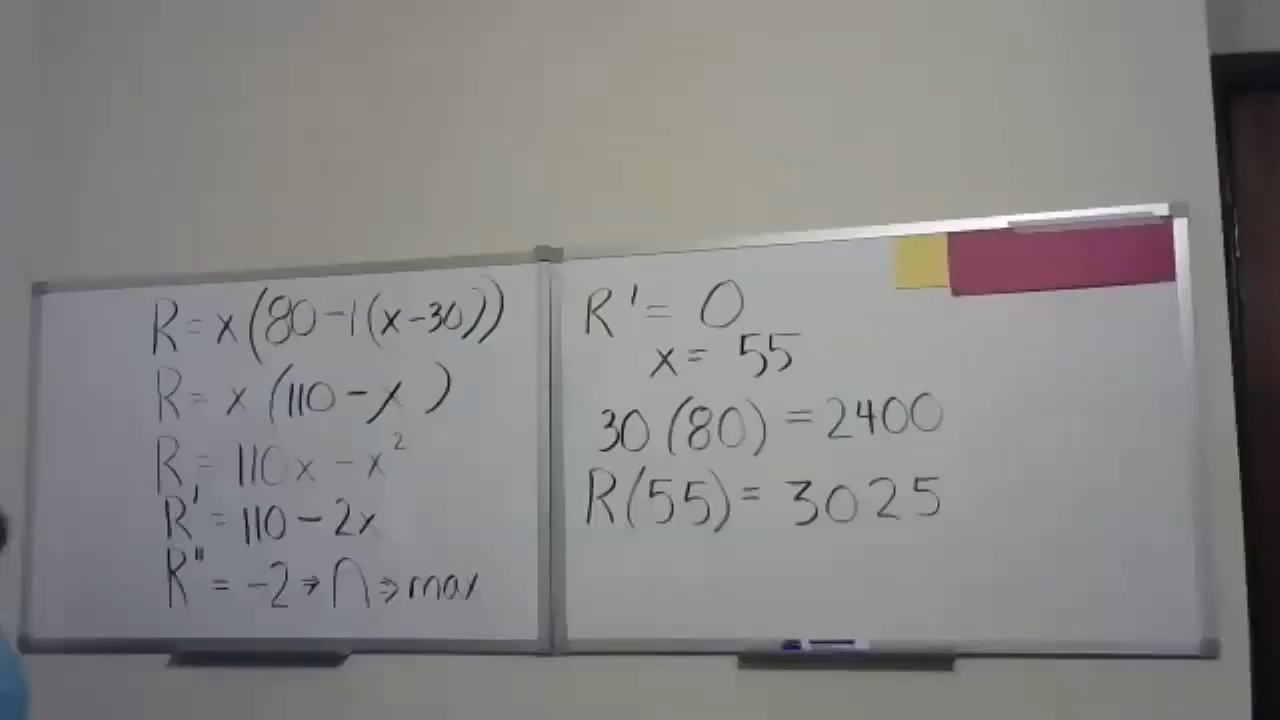 R = x(80-1(x-30))
R = x(110-x)
R = 110x - x²
R' = 110 - 2x
R" = -2 → ∩ ⇒ max
R' = 0
x = 55
30(80) = 2400
R(55) = 3025